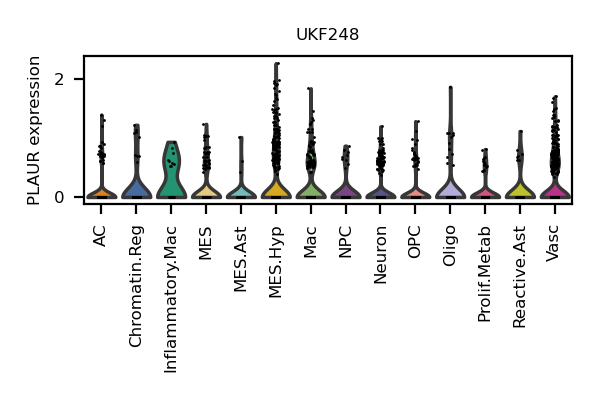 UKF248
PLAUR expression
2
0
AC
Chromatin.Reg
Inflammatory.Mac
MES
MES.Ast
MES.Hyp
Mac
NPC
Neuron
OPC
Oligo
Prolif.Metab
Reactive.Ast
Vasc